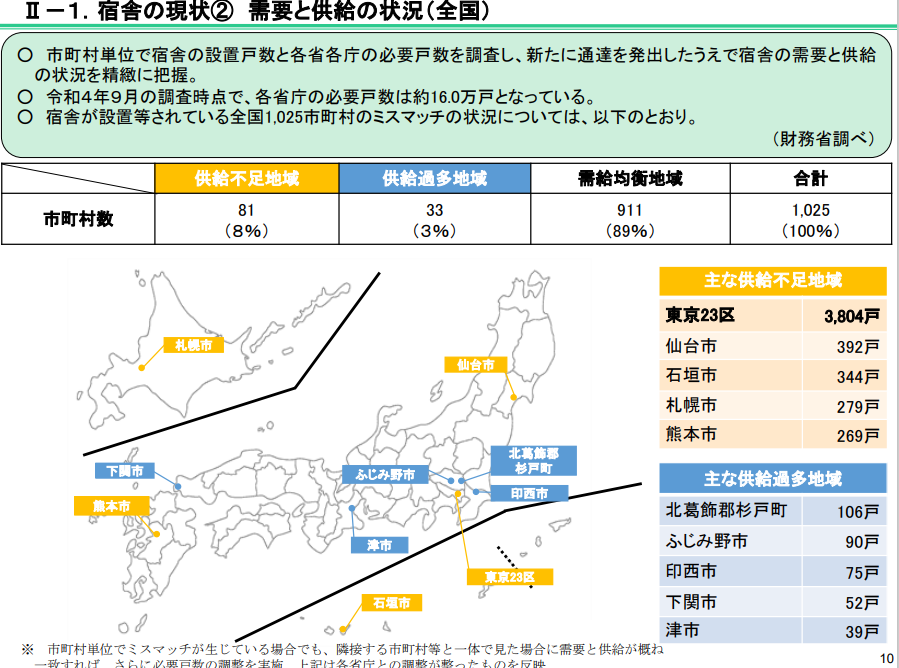 Ⅱ－１．宿舎の現状② 需要と供給の状況（全国）
○ 市町村単位で宿舎の設置戸数と各省各庁の必要戸数を調査し、新たに通達を発出したうえで宿舎の需要と供給
の状況を精緻に把握。
○ 令和４年９月の調査時点で、各省庁の必要戸数は約16.0万戸となっている。
○ 宿舎が設置等されている全国1,025市町村のミスマッチの状況については、以下のとおり。
（財務省調べ）
供給不足地域 供給過多地域 需給均衡地域 合計
市町村数 81 33 911 1,025
（８％） （３％） （89％） （100％）
札幌市
仙台市
下関市
ふじみ野市
北葛飾郡
杉戸町
印西市
熊本市
津市
東京23区
石垣市
主な供給不足地域
東京23区 3,804戸
仙台市 392戸
石垣市 344戸
札幌市 279戸
熊本市 269戸
主な供給過多地域
北葛飾郡杉戸町 106戸
ふじみ野市 90戸
印西市 75戸
下関市 52戸
津市 39戸
※ 市町村単位でミスマッチが生じている場合でも、隣接する市町村等と一体で見た場合に需要と供給が概ね
一致すれば、さらに必要戸数の調整を実施。上記は各省庁との調整が整ったものを反映
10